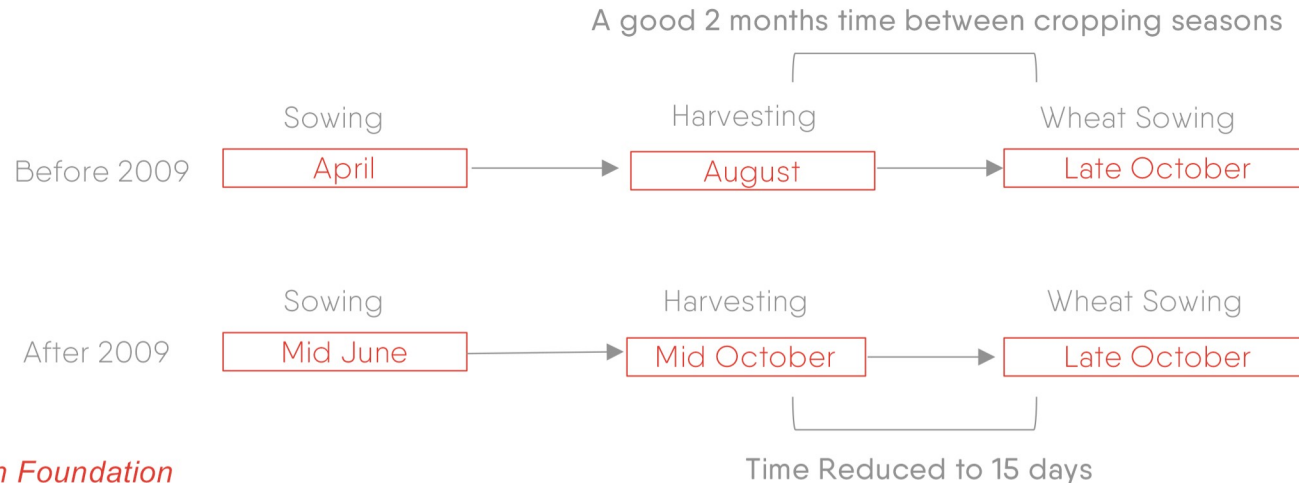 A good 2 months time between cropping seasons
Sowing Harvesting Wheat Sowing
Before 2009 April August Late October
Sowing Harvesting Wheat Sowing
After 2009 Mid June Mid October Late October
Time Reduced to 15 days
Foundation